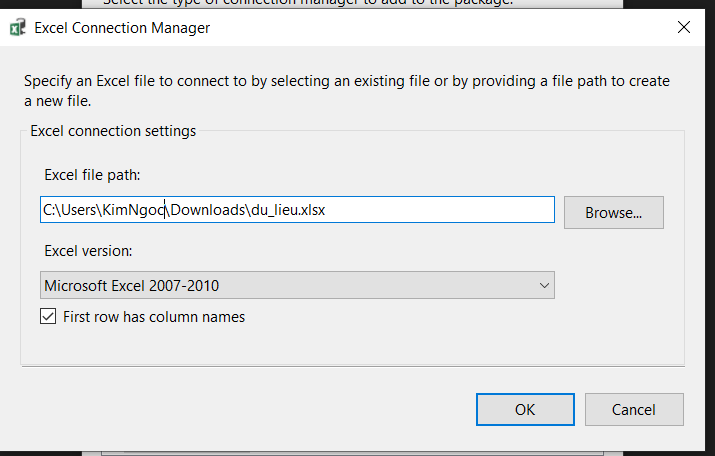 Select the type of connection manager to add to the package.
Excel Connection Manager
Specify an Excel file to connect to by selecting an existing file or by providing a file path to create
a new file.
Excel connection settings
Excel file path:
C:\Users\KimNgoc\Downloads\du_lieu.xlsx
Browse...
Excel version:
Microsoft Excel 2007-2010
First row has column names
OK
Cancel